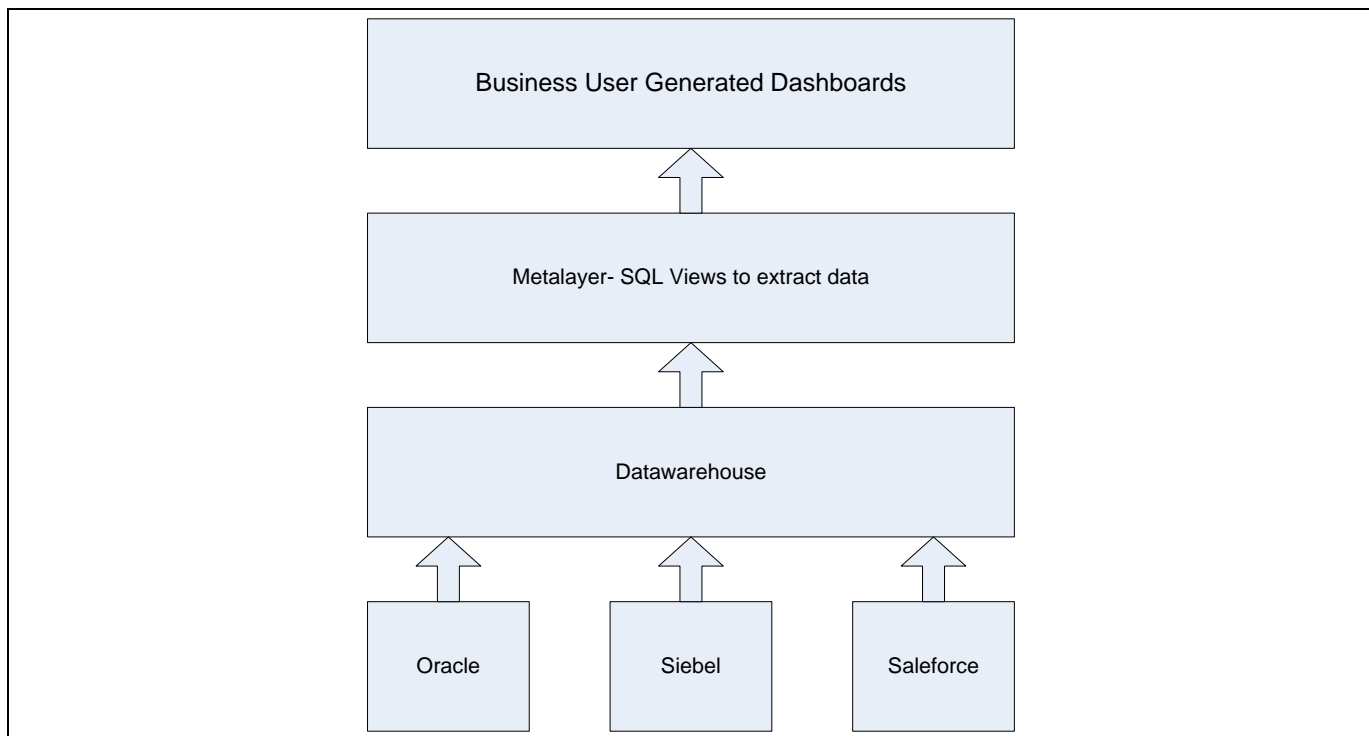 Business User Generated Dashboards
Metalayer- SQL Views to extract data
Datawarehouse
Oracle
Siebel
Saleforce